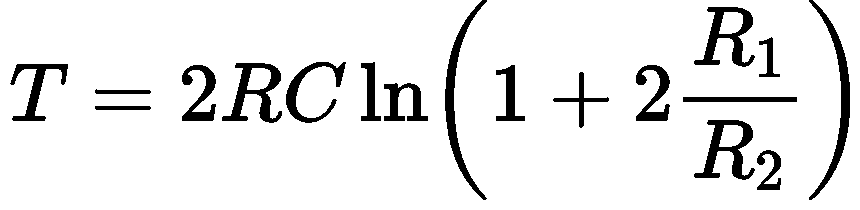 T = 2RC ln(1 + 2 R₁/R₂)